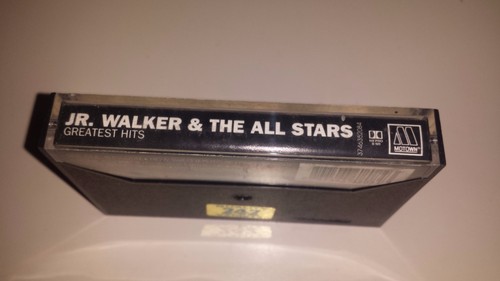 JR. WALKER & THE ALL STARS
GREATEST HITS
MOTOWN